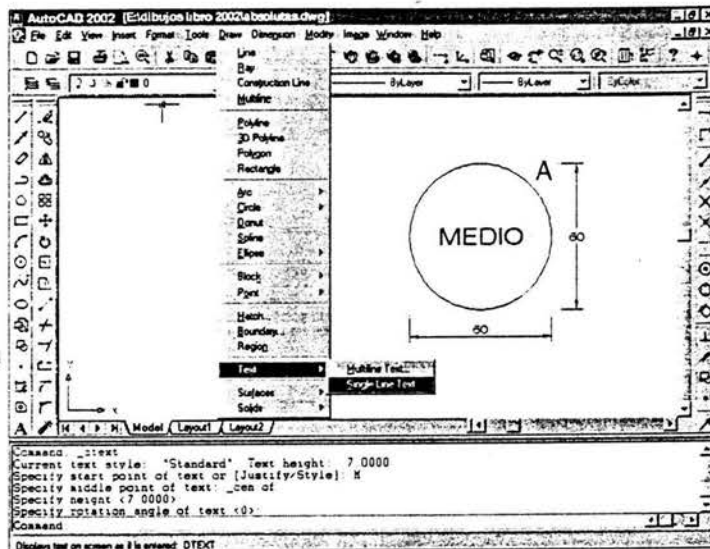 AutoCAD 2002 [E:\dibujos libro 2002\absolutas.dwg]
File Edit View Insert Format Tools Draw Dimension Modify Image Window Help
0 ByLayer ByLayer ByColor
Line
Ray
Construction Line
Multiline
Polyline
3D Polyline
Polygon
Rectangle
Arc
Circle
Donut
Spline
Ellipse
Block
Point
Hatch...
Boundary...
Region
Text
Multiline Text...
Single Line Text
Surfaces
Solids
A
MEDIO
60
60
Y
X
A
Model Layout1 Layout2
Command: _dtext
Current text style: "Standard" Text height: 7.0000
Specify start point of text or [Justify/Style]: M
Specify middle point of text: _cen of
Specify height <7.0000>
Specify rotation angle of text <0>:
Command
Displays text on screen as it is entered: DTEXT